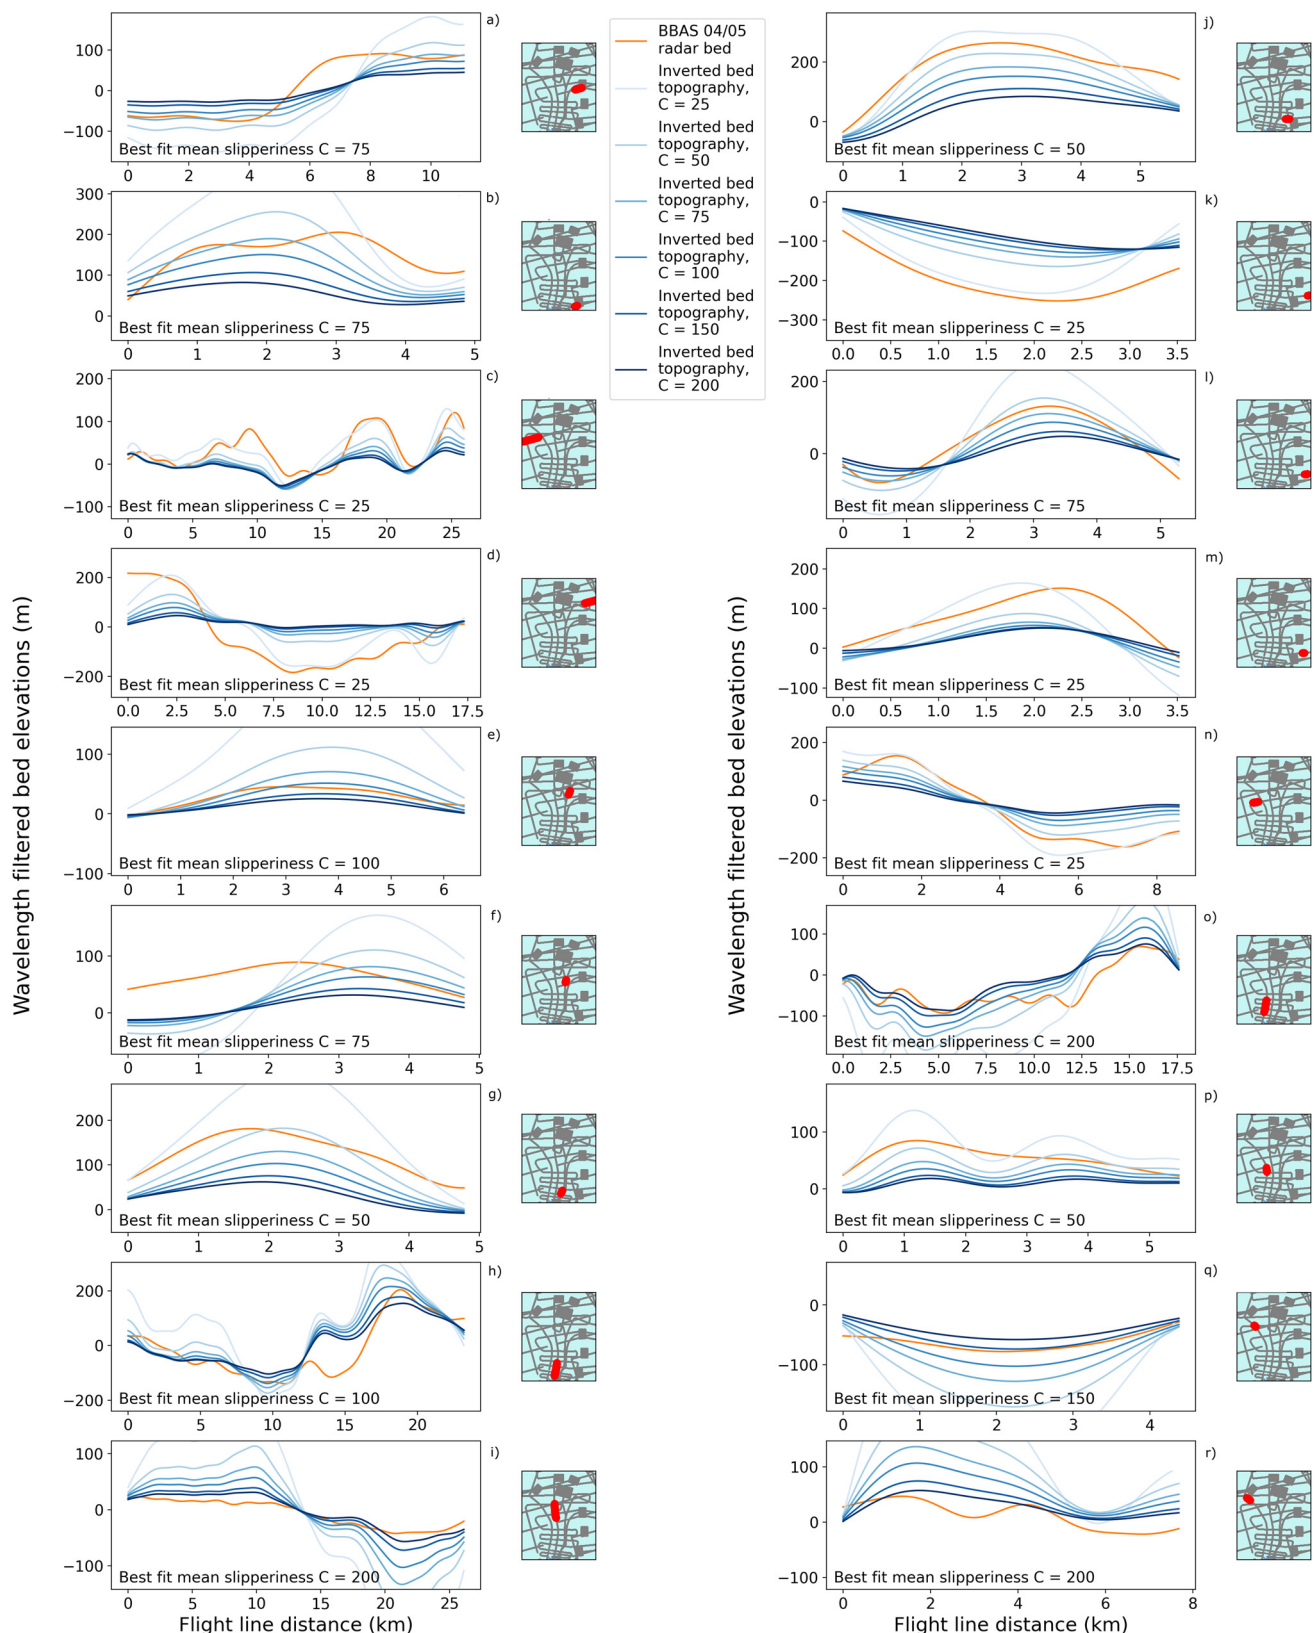 Wavelength filtered bed elevations (m)
a)
100
0
−100
Best fit mean slipperiness C = 75
0 2 4 6 8 10
b)
300
200
100
0
Best fit mean slipperiness C = 75
0 1 2 3 4 5
c)
200
100
0
−100
Best fit mean slipperiness C = 25
0 5 10 15 20 25
d)
200
0
−200
Best fit mean slipperiness C = 25
0.0 2.5 5.0 7.5 10.0 12.5 15.0 17.5
e)
100
0
−100
Best fit mean slipperiness C = 100
0 1 2 3 4 5 6
f)
100
0
Best fit mean slipperiness C = 75
0 1 2 3 4 5
g)
200
100
0
Best fit mean slipperiness C = 50
0 1 2 3 4 5
h)
200
0
−200
Best fit mean slipperiness C = 100
0 5 10 15 20
i)
100
0
−100
Best fit mean slipperiness C = 200
0 5 10 15 20 25
Flight line distance (km)
BBAS 04/05
radar bed
Inverted bed
topography,
C = 25
Inverted bed
topography,
C = 50
Inverted bed
topography,
C = 75
Inverted bed
topography,
C = 100
Inverted bed
topography,
C = 150
Inverted bed
topography,
C = 200
Wavelength filtered bed elevations (m)
j)
200
0
Best fit mean slipperiness C = 50
0 1 2 3 4 5
k)
0
−100
−200
−300
Best fit mean slipperiness C = 25
0.0 0.5 1.0 1.5 2.0 2.5 3.0 3.5
l)
200
0
Best fit mean slipperiness C = 75
0 1 2 3 4 5
m)
200
100
0
−100
Best fit mean slipperiness C = 25
0.0 0.5 1.0 1.5 2.0 2.5 3.0 3.5
n)
200
0
−200
Best fit mean slipperiness C = 25
0 2 4 6 8
o)
100
0
−100
Best fit mean slipperiness C = 200
0.0 2.5 5.0 7.5 10.0 12.5 15.0 17.5
p)
100
0
Best fit mean slipperiness C = 50
0 1 2 3 4 5
q)
0
−100
Best fit mean slipperiness C = 150
0 1 2 3 4
r)
100
0
−100
Best fit mean slipperiness C = 200
0 2 4 6 8
Flight line distance (km)